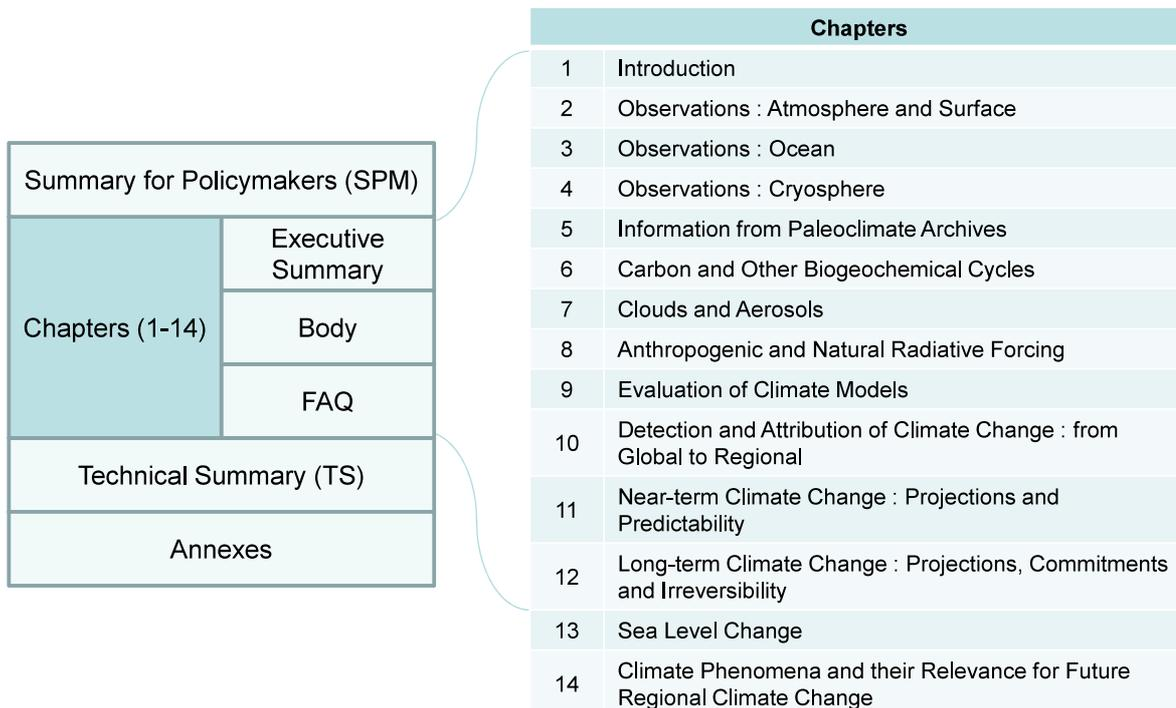 Summary for Policymakers (SPM)
Chapters (1-14)
Executive
Summary
Body
FAQ
Technical Summary (TS)
Annexes
Chapters
1 Introduction
2 Observations : Atmosphere and Surface
3 Observations : Ocean
4 Observations : Cryosphere
5 Information from Paleoclimate Archives
6 Carbon and Other Biogeochemical Cycles
7 Clouds and Aerosols
8 Anthropogenic and Natural Radiative Forcing
9 Evaluation of Climate Models
10 Detection and Attribution of Climate Change : from
Global to Regional
11 Near-term Climate Change : Projections and
Predictability
12 Long-term Climate Change : Projections, Commitments
and Irreversibility
13 Sea Level Change
14 Climate Phenomena and their Relevance for Future
Regional Climate Change